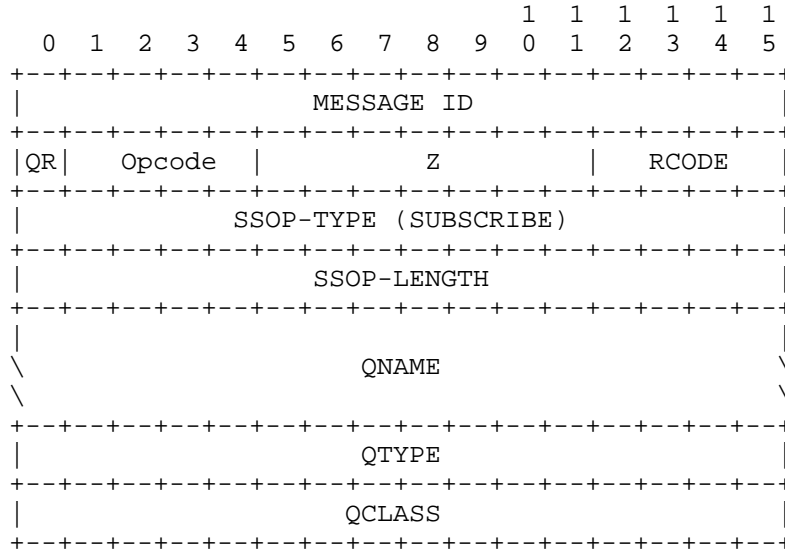 1  1  1  1  1  1
  0  1  2  3  4  5  6  7  8  9  0  1  2  3  4  5
+--+--+--+--+--+--+--+--+--+--+--+--+--+--+--+--+
|                  MESSAGE ID                   |
+--+--+--+--+--+--+--+--+--+--+--+--+--+--+--+--+
|QR|   Opcode  |          Z         |   RCODE   |
+--+--+--+--+--+--+--+--+--+--+--+--+--+--+--+--+
|             SSOP-TYPE (SUBSCRIBE)             |
+--+--+--+--+--+--+--+--+--+--+--+--+--+--+--+--+
|                  SSOP-LENGTH                  |
+--+--+--+--+--+--+--+--+--+--+--+--+--+--+--+--+
|                                               |
\                     QNAME                     \
\                                               \
+--+--+--+--+--+--+--+--+--+--+--+--+--+--+--+--+
|                     QTYPE                     |
+--+--+--+--+--+--+--+--+--+--+--+--+--+--+--+--+
|                    QCLASS                     |
+--+--+--+--+--+--+--+--+--+--+--+--+--+--+--+--+